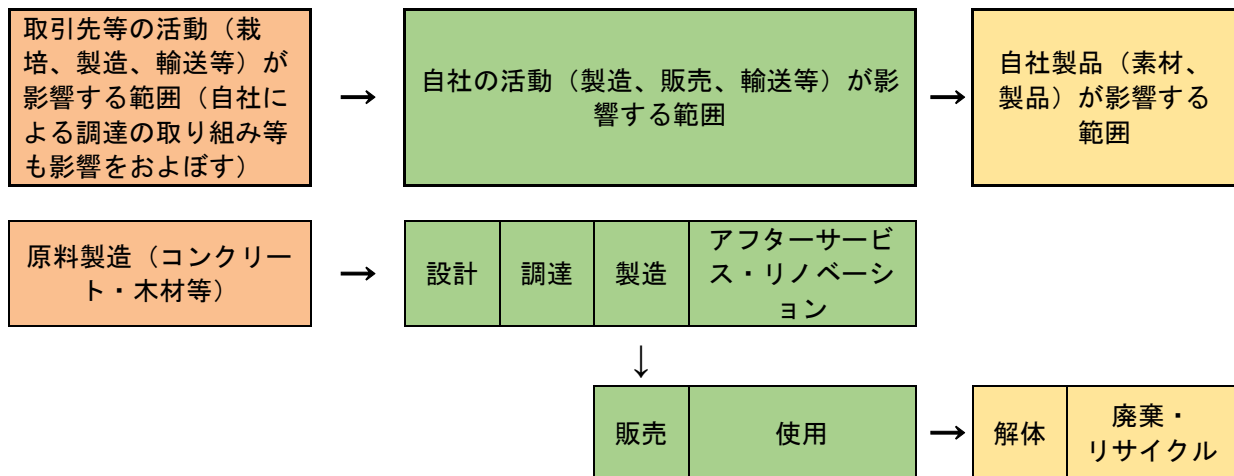 取引先等の活動（栽
培、製造、輸送等）が
影響する範囲（自社に
よる調達の取り組み等
も影響をおよぼす）
→
自社の活動（製造、販売、輸送等）が影
響する範囲
→
自社製品（素材、
製品）が影響する
範囲
原料製造（コンクリー
ト・木材等）
→
設計
調達
製造
アフターサービ
ス・リノベーシ
ョン
↓
販売
使用
→
解体
廃棄・
リサイクル